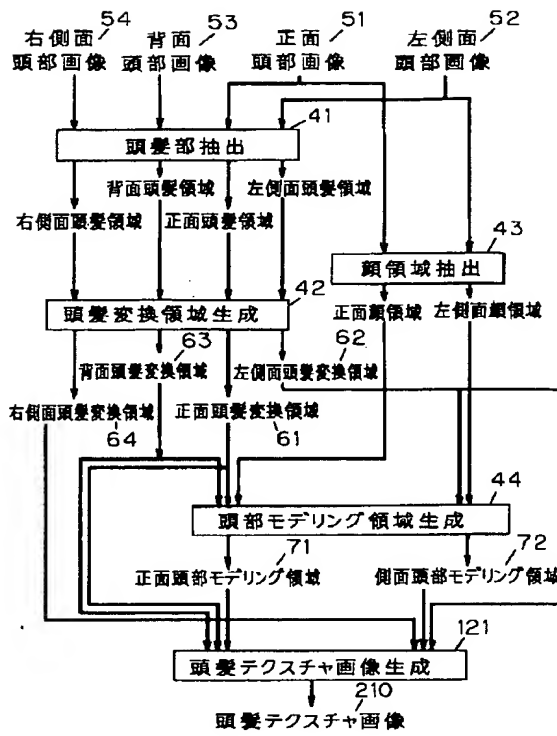 54
53
51
52
右側面
頭部画像
背面
頭部画像
正面
頭部画像
左側面
頭部画像
41
頭髪部抽出
背面頭髪領域
左側面頭髪領域
右側面頭髪領域
正面頭髪領域
43
顔領域抽出
42
頭髪変換領域生成
正面顔領域
左側面顔領域
63
62
背面頭髪変換領域
左側面頭髪変換領域
右側面頭髪変換領域
正面頭髪変換領域
64
61
44
頭部モデリング領域生成
71
72
正面頭部モデリング領域
側面頭部モデリング領域
121
頭髪テクスチャ画像生成
210
頭髪テクスチャ画像